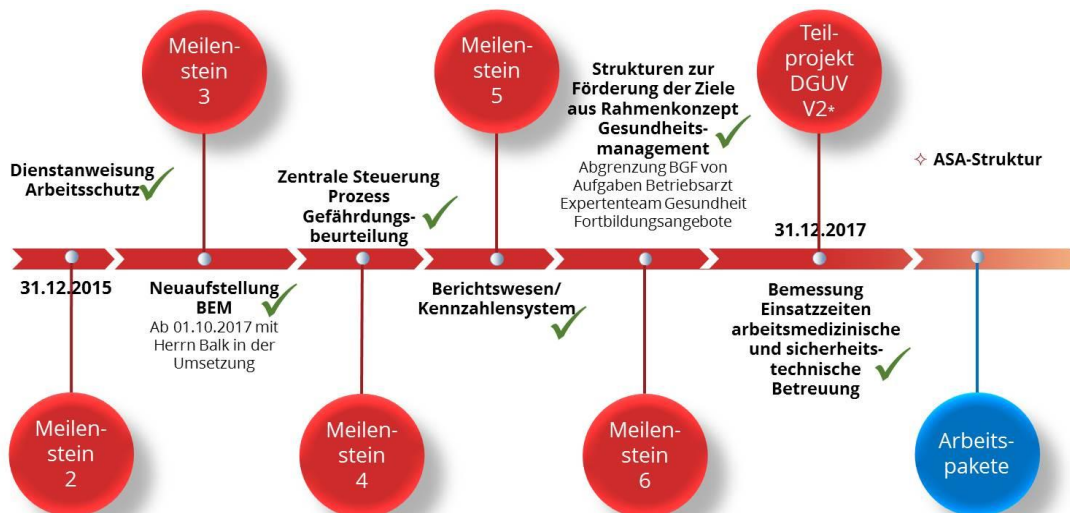 Meilen-
stein
3
Meilen-
stein
5
Teil-
projekt
DGUV
V2*
Dienstanweisung
Arbeitsschutz
Zentrale Steuerung
Prozess
Gefährdungs-
beurteilung
Strukturen zur
Förderung der Ziele
aus Rahmenkonzept
Gesundheits-
management
Abgrenzung BGF von
Aufgaben Betriebsarzt
Expertenteam Gesundheit
Fortbildungsangebote
31.12.2017
ASA-Struktur
31.12.2015
Neuaufstellung
BEM
Ab 01.10.2017 mit
Herrn Balk in der
Umsetzung
Berichtswesen/
Kennzahlensystem
Bemessung
Einsatzzeiten
arbeitsmedizinische
und sicherheits-
technische
Betreuung
Meilen-
stein
2
Meilen-
stein
4
Meilen-
stein
6
Arbeits-
pakete